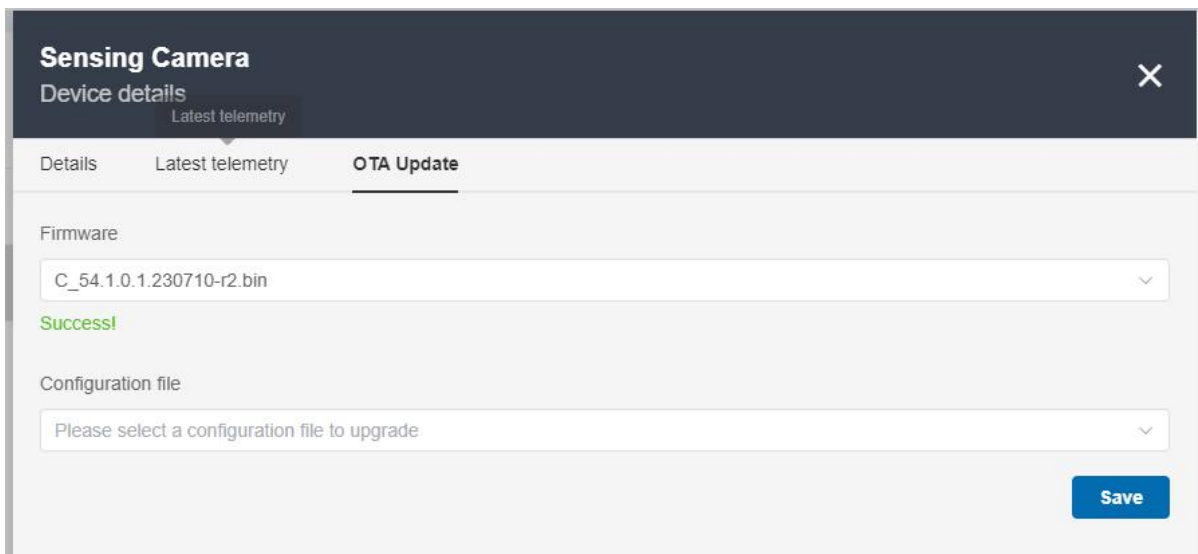 Sensing Camera
Device details
Latest telemetry
Details Latest telemetry OTA Update
Firmware
C_54.1.0.1.230710-r2.bin
Success!
Configuration file
Please select a configuration file to upgrade
Save